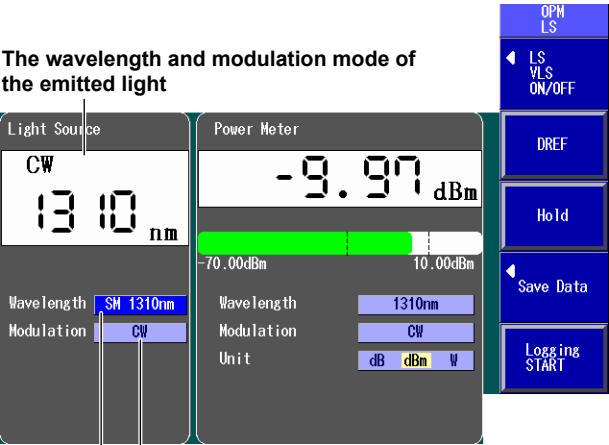 The wavelength and modulation mode of
the emitted light
OPM
LS
LS
VLS
ON/OFF
DREF
Hold
Save Data
Logging
START
Light Source
CW
1310 nm
Wavelength SM 1310nm
Modulation CW
Power Meter
-9.97 dBm
-70.00dBm 10.00dBm
Wavelength 1310nm
Modulation CW
Unit dB dBm W